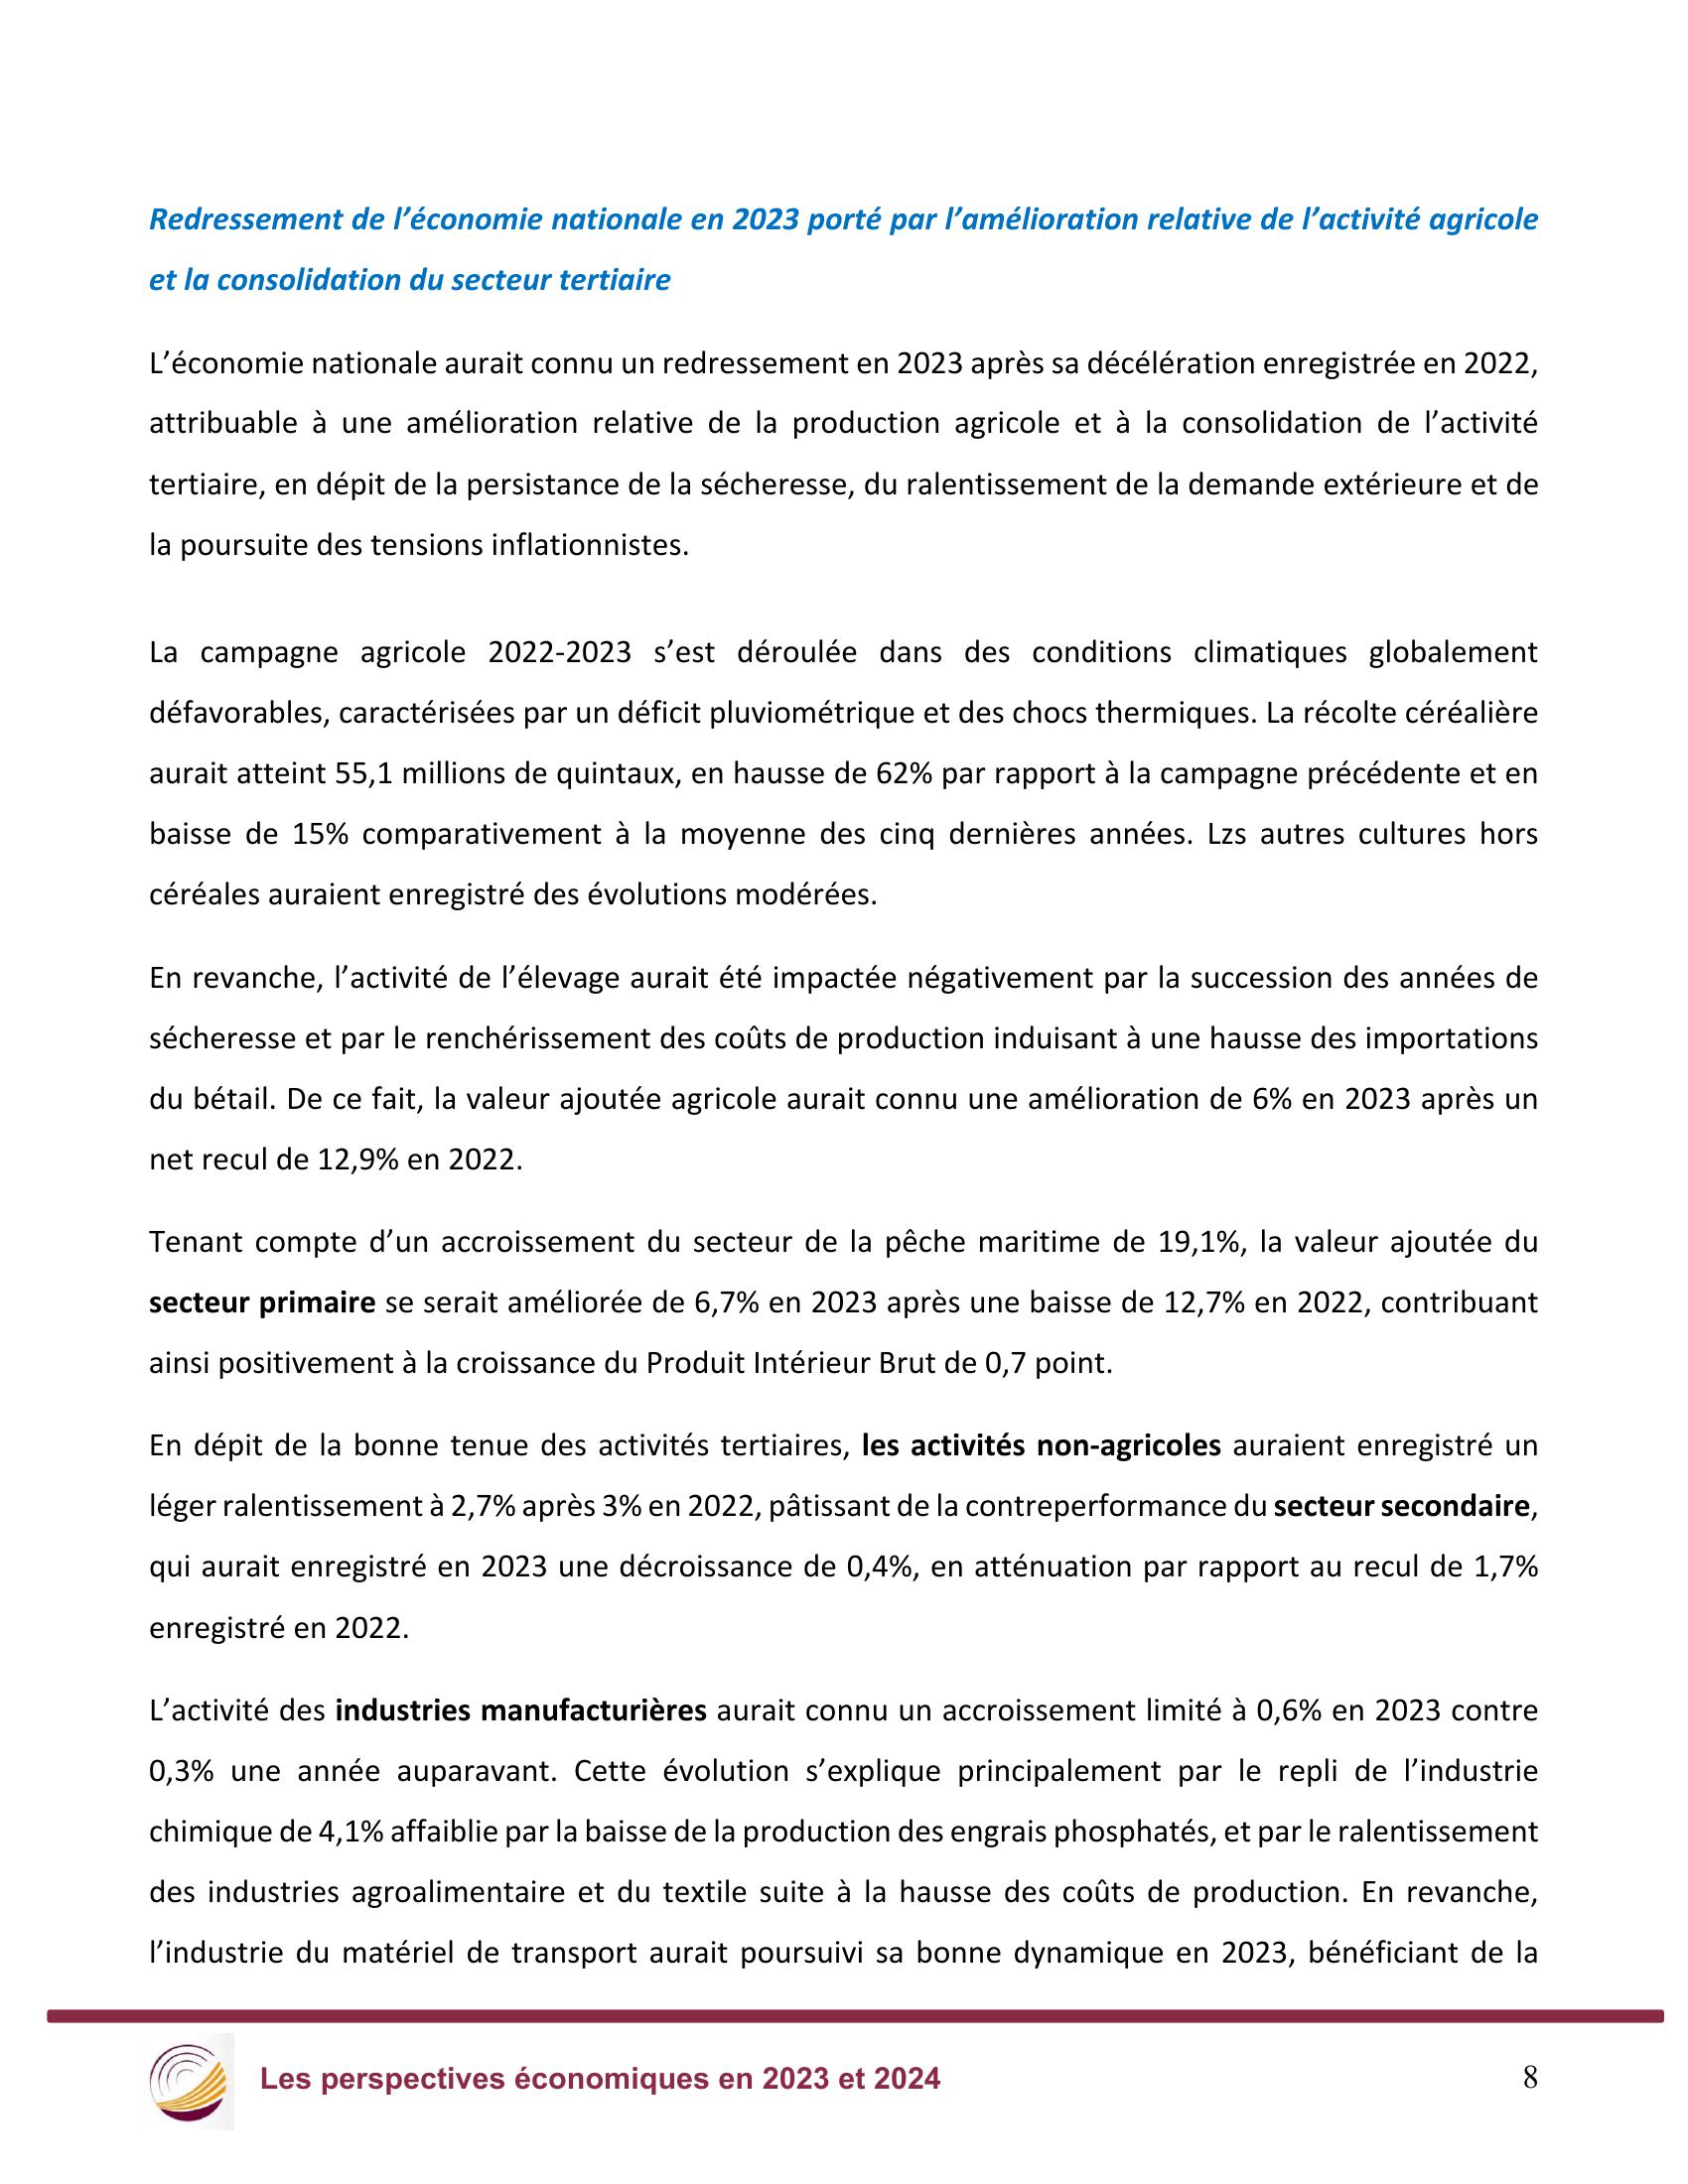 Redressement de l’économie nationale en 2023 porté par l’amélioration relative de l’activité agricole
et la consolidation du secteur tertiaire
L’économie nationale aurait connu un redressement en 2023 après sa décélération enregistrée en 2022,
attribuable à une amélioration relative de la production agricole et à la consolidation de l’activité
tertiaire, en dépit de la persistance de la sécheresse, du ralentissement de la demande extérieure et de
la poursuite des tensions inflationnistes.
La campagne agricole 2022-2023 s’est déroulée dans des conditions climatiques globalement
défavorables, caractérisées par un déficit pluviométrique et des chocs thermiques. La récolte céréalière
aurait atteint 55,1 millions de quintaux, en hausse de 62% par rapport à la campagne précédente et en
baisse de 15% comparativement à la moyenne des cinq dernières années. Lzs autres cultures hors
céréales auraient enregistré des évolutions modérées.
En revanche, l’activité de l’élevage aurait été impactée négativement par la succession des années de
sécheresse et par le renchérissement des coûts de production induisant à une hausse des importations
du bétail. De ce fait, la valeur ajoutée agricole aurait connu une amélioration de 6% en 2023 après un
net recul de 12,9% en 2022.
Tenant compte d’un accroissement du secteur de la pêche maritime de 19,1%, la valeur ajoutée du
secteur primaire se serait améliorée de 6,7% en 2023 après une baisse de 12,7% en 2022, contribuant
ainsi positivement à la croissance du Produit Intérieur Brut de 0,7 point.
En dépit de la bonne tenue des activités tertiaires, les activités non-agricoles auraient enregistré un
léger ralentissement à 2,7% après 3% en 2022, pâtissant de la contreperformance du secteur secondaire,
qui aurait enregistré en 2023 une décroissance de 0,4%, en atténuation par rapport au recul de 1,7%
enregistré en 2022.
L’activité des industries manufacturières aurait connu un accroissement limité à 0,6% en 2023 contre
0,3% une année auparavant. Cette évolution s’explique principalement par le repli de l’industrie
chimique de 4,1% affaiblie par la baisse de la production des engrais phosphatés, et par le ralentissement
des industries agroalimentaire et du textile suite à la hausse des coûts de production. En revanche,
l’industrie du matériel de transport aurait poursuivi sa bonne dynamique en 2023, bénéficiant de la
Les perspectives économiques en 2023 et 2024
8